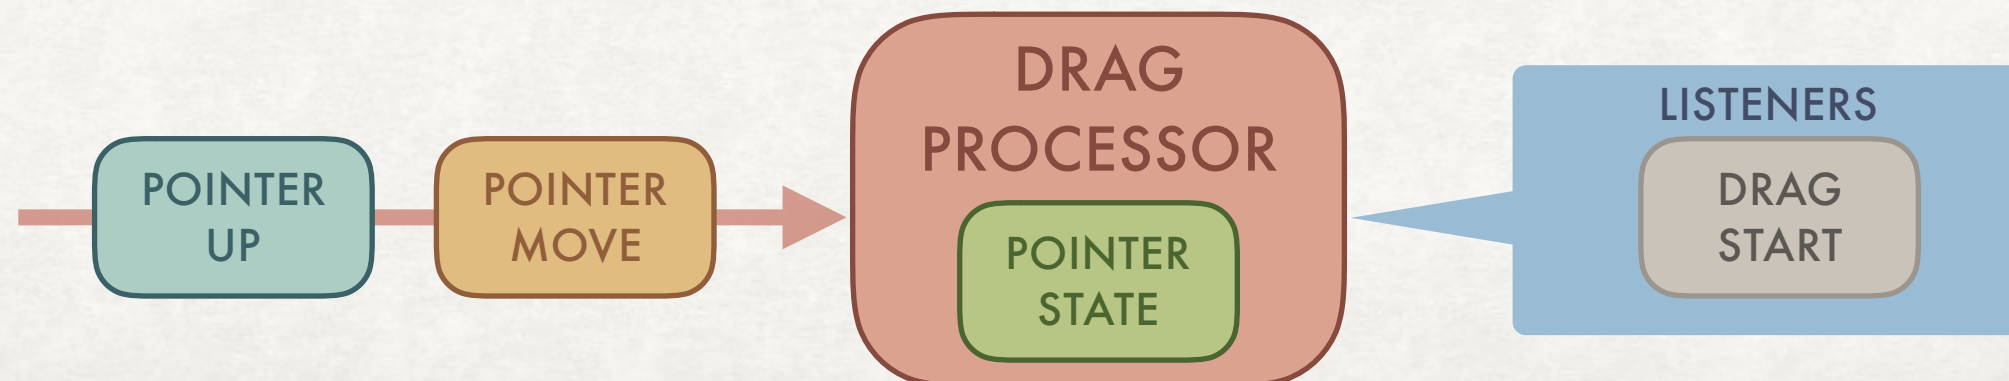 POINTER
UP
POINTER
MOVE
DRAG
PROCESSOR
POINTER
STATE
LISTENERS
DRAG
START